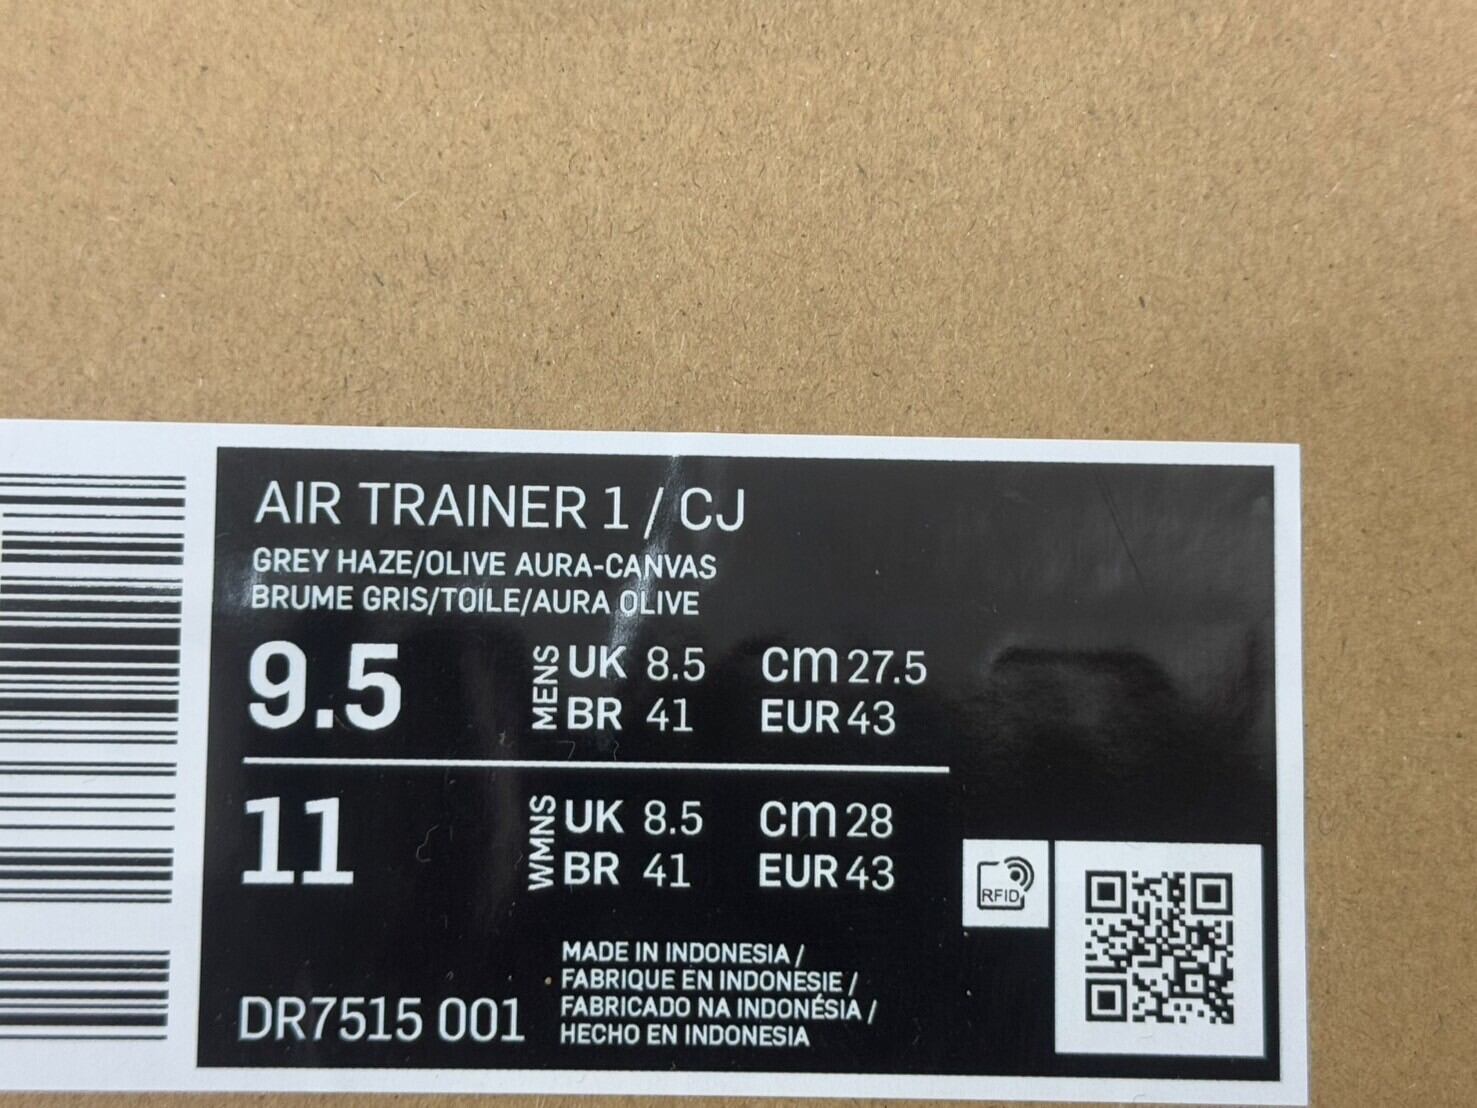 AIR TRAINER 1 / CJ
GREY HAZE/OLIVE AURA-CANVAS
BRUME GRIS/TOILE/AURA OLIVE
9.5 MENS UK 8.5 CM 27.5
BR 41 EUR 43
11 WMNS UK 8.5 CM 28
BR 41 EUR 43
RFID
MADE IN INDONESIA /
FABRIQUE EN INDONESIE /
FABRICADO NA INDONÉSIA /
HECHO EN INDONESIA
DR7515 001